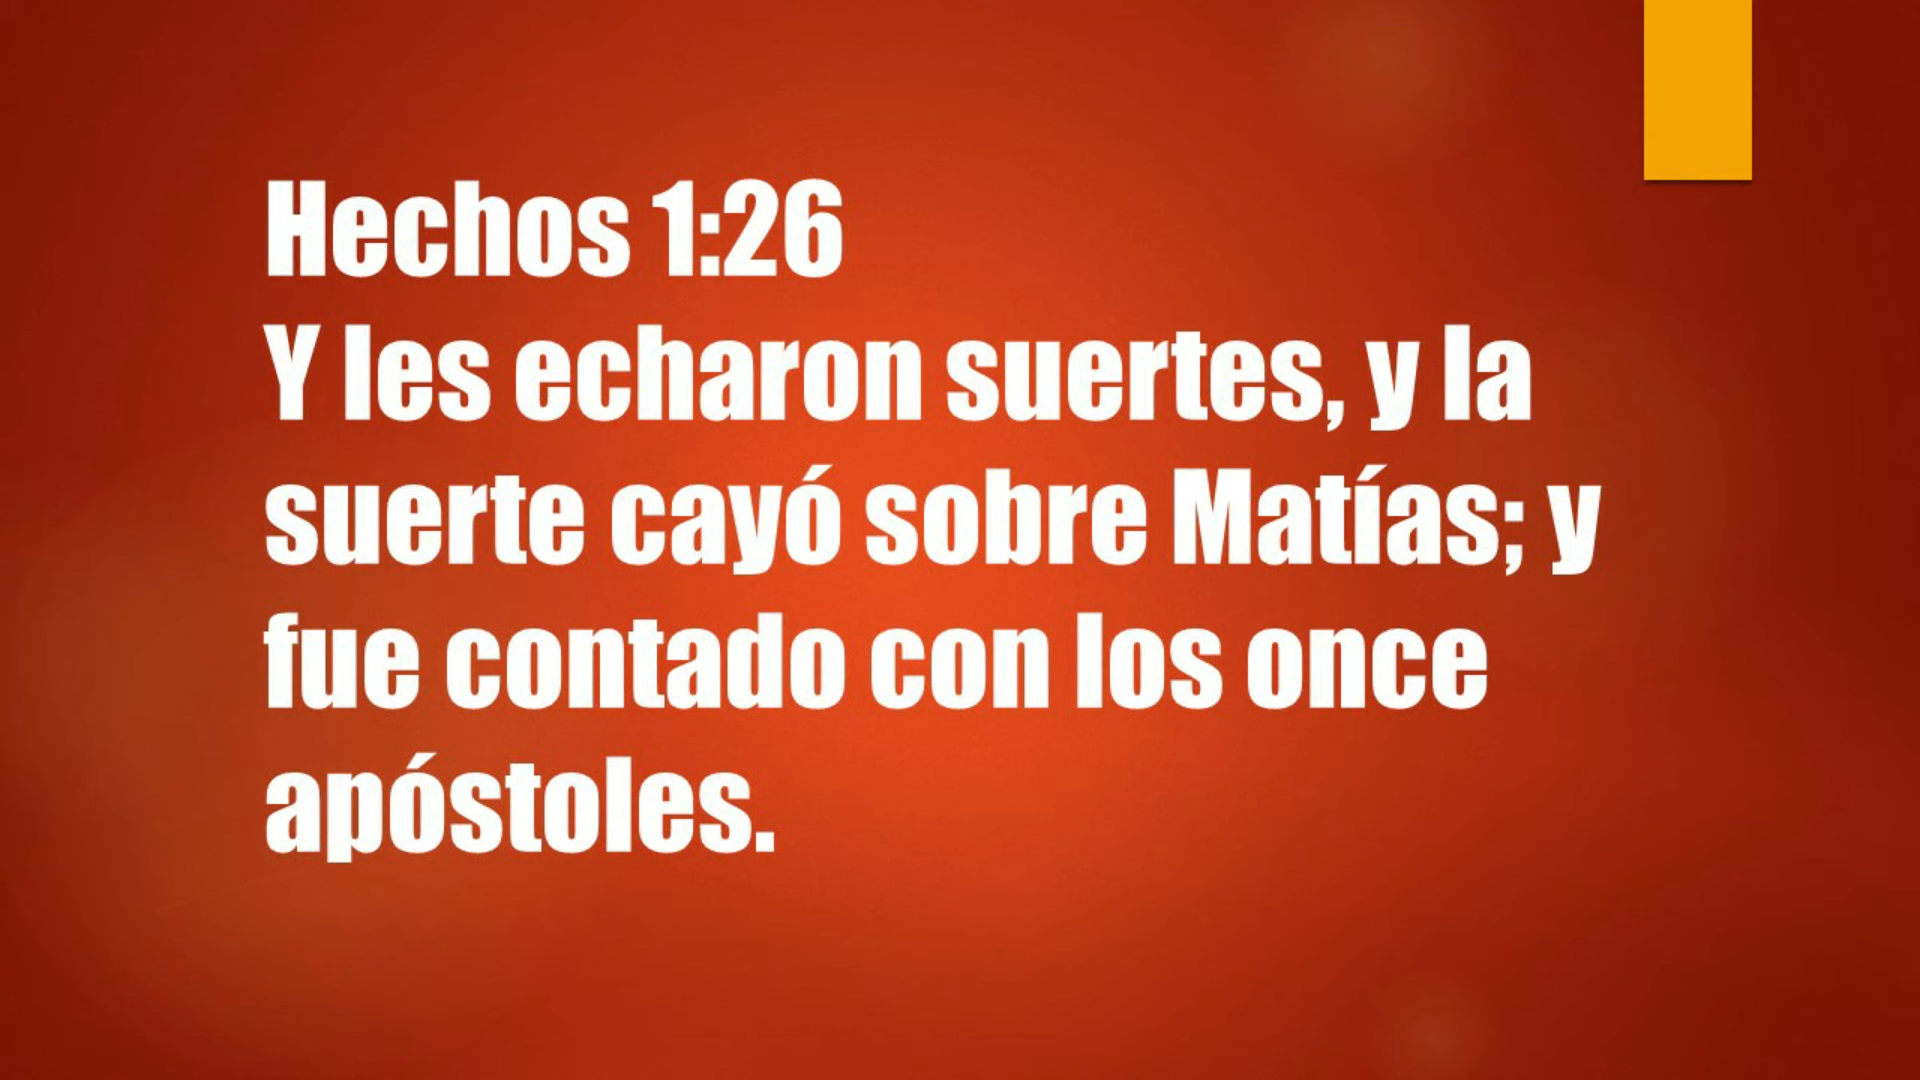 Hechos 1:26
Y les echaron suertes, y la
suerte cayó sobre Matías; y
fue contado con los once
apóstoles.